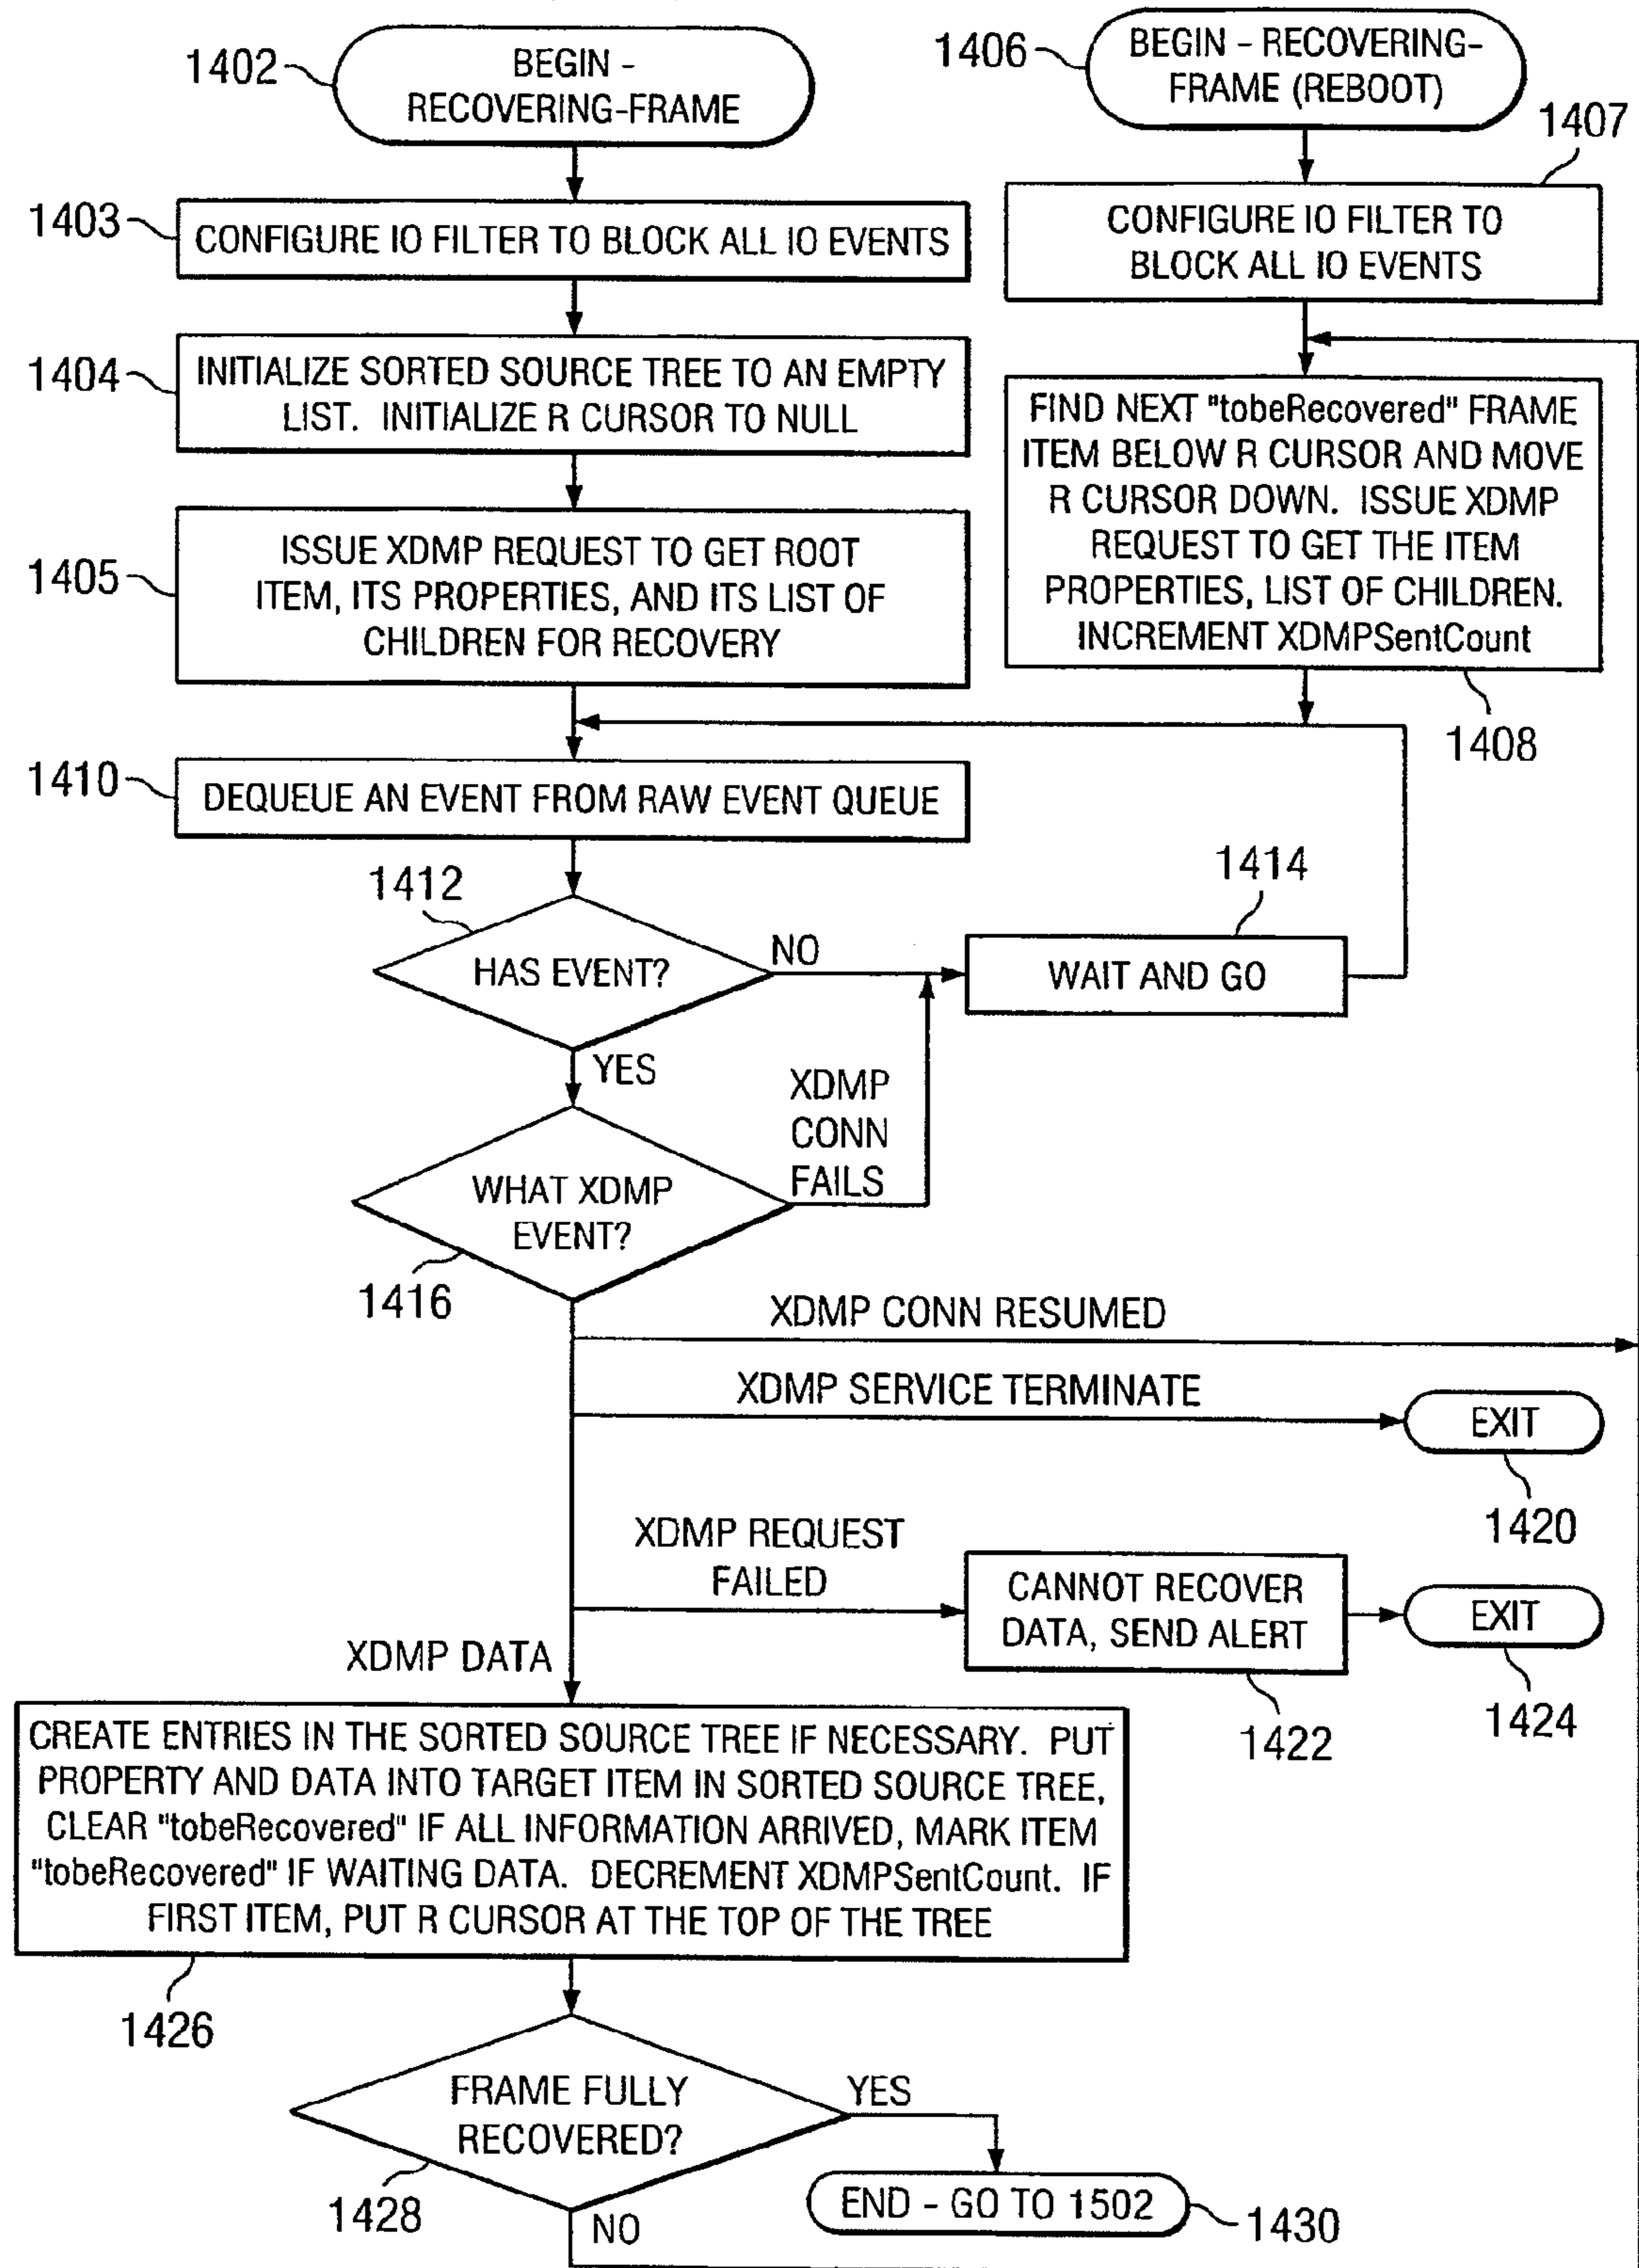 1402
BEGIN -
RECOVERING-FRAME
1406
BEGIN - RECOVERING-
FRAME (REBOOT)
1403
CONFIGURE IO FILTER TO BLOCK ALL IO EVENTS
1407
CONFIGURE IO FILTER TO
BLOCK ALL IO EVENTS
1404
INITIALIZE SORTED SOURCE TREE TO AN EMPTY
LIST. INITIALIZE R CURSOR TO NULL
1405
ISSUE XDMP REQUEST TO GET ROOT
ITEM, ITS PROPERTIES, AND ITS LIST OF
CHILDREN FOR RECOVERY
FIND NEXT "tobeRecovered" FRAME
ITEM BELOW R CURSOR AND MOVE
R CURSOR DOWN. ISSUE XDMP
REQUEST TO GET THE ITEM
PROPERTIES, LIST OF CHILDREN.
INCREMENT XDMPSentCount
1408
1410
DEQUEUE AN EVENT FROM RAW EVENT QUEUE
1412
HAS EVENT?
NO
1414
WAIT AND GO
YES
XDMP
CONN
FAILS
WHAT XDMP
EVENT?
1416
XDMP CONN RESUMED
XDMP SERVICE TERMINATE
EXIT
1420
XDMP REQUEST
FAILED
CANNOT RECOVER
DATA, SEND ALERT
1422
EXIT
1424
XDMP DATA
CREATE ENTRIES IN THE SORTED SOURCE TREE IF NECESSARY. PUT
PROPERTY AND DATA INTO TARGET ITEM IN SORTED SOURCE TREE,
CLEAR "tobeRecovered" IF ALL INFORMATION ARRIVED, MARK ITEM
"tobeRecovered" IF WAITING DATA. DECREMENT XDMPSentCount. IF
FIRST ITEM, PUT R CURSOR AT THE TOP OF THE TREE
1426
FRAME FULLY
RECOVERED?
1428
YES
END - GO TO 1502
1430
NO